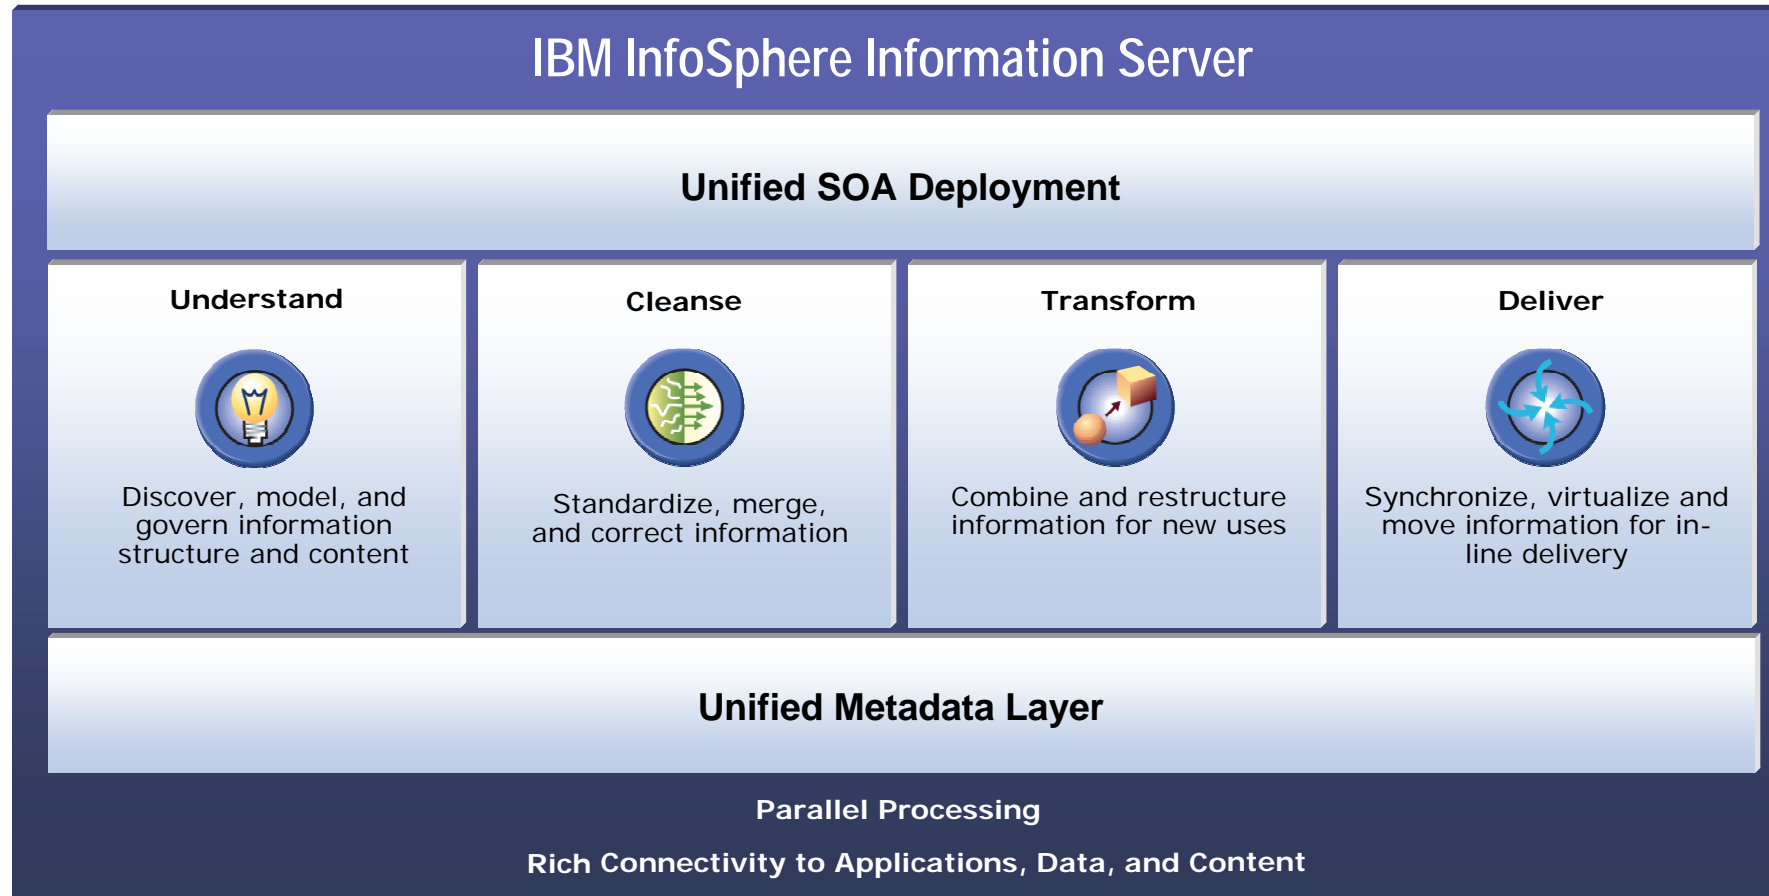 IBM InfoSphere Information Server
Unified SOA Deployment
Understand
Discover, model, and
govern information
structure and content
Cleanse
Standardize, merge,
and correct information
Transform
Combine and restructure
information for new uses
Deliver
Synchronize, virtualize and
move information for in-
line delivery
Unified Metadata Layer
Parallel Processing
Rich Connectivity to Applications, Data, and Content